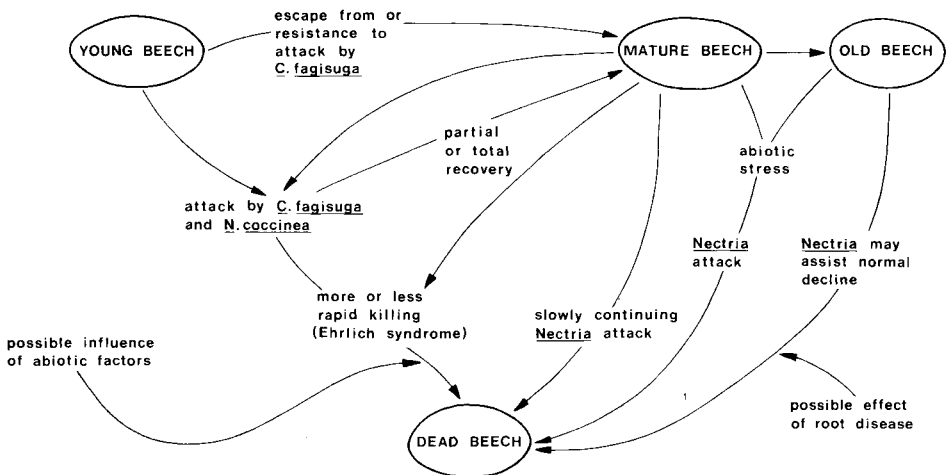 YOUNG BEECH
escape from or
resistance to
attack by
C. fagisuga
MATURE BEECH
OLD BEECH
partial
or total
recovery
abiotic
stress
attack by C. fagisuga
and N. coccinea
Nectria
attack
Nectria may
assist normal
decline
more or less
rapid killing
(Ehrlich syndrome)
slowly continuing
Nectria attack
possible influence
of abiotic factors
possible effect
of root disease
DEAD BEECH